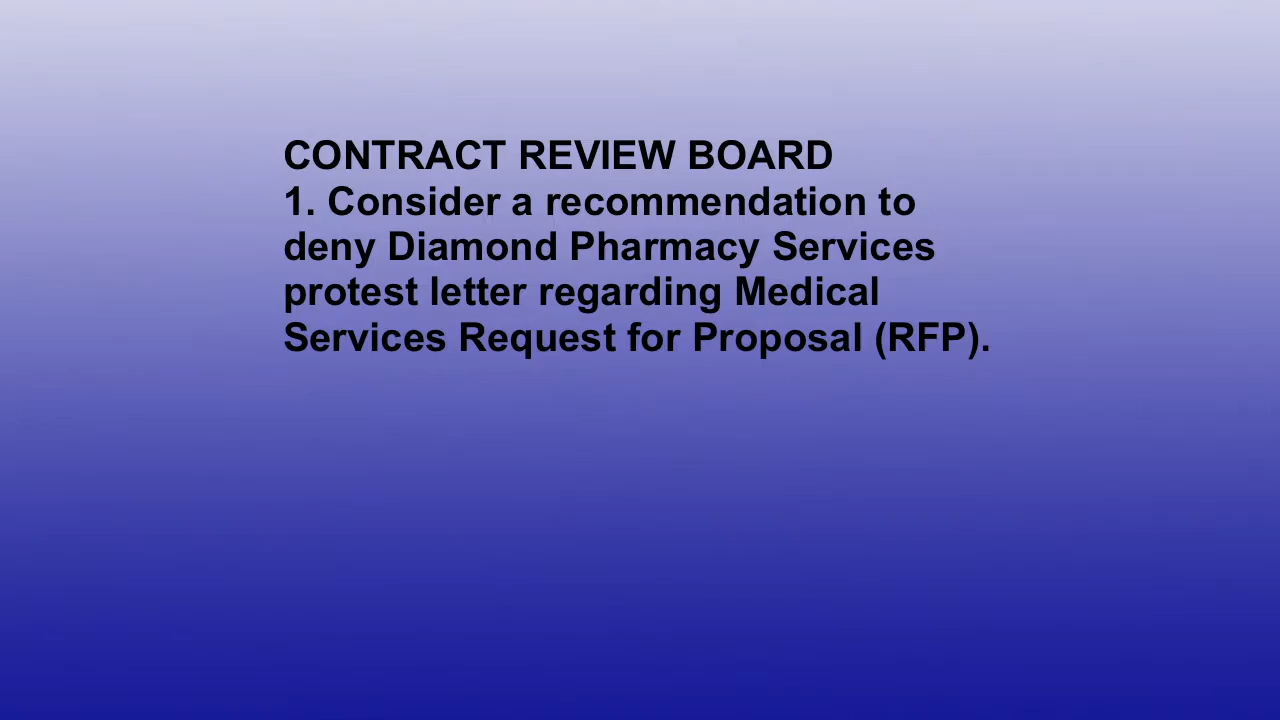 CONTRACT REVIEW BOARD
1. Consider a recommendation to
deny Diamond Pharmacy Services
protest letter regarding Medical
Services Request for Proposal (RFP).